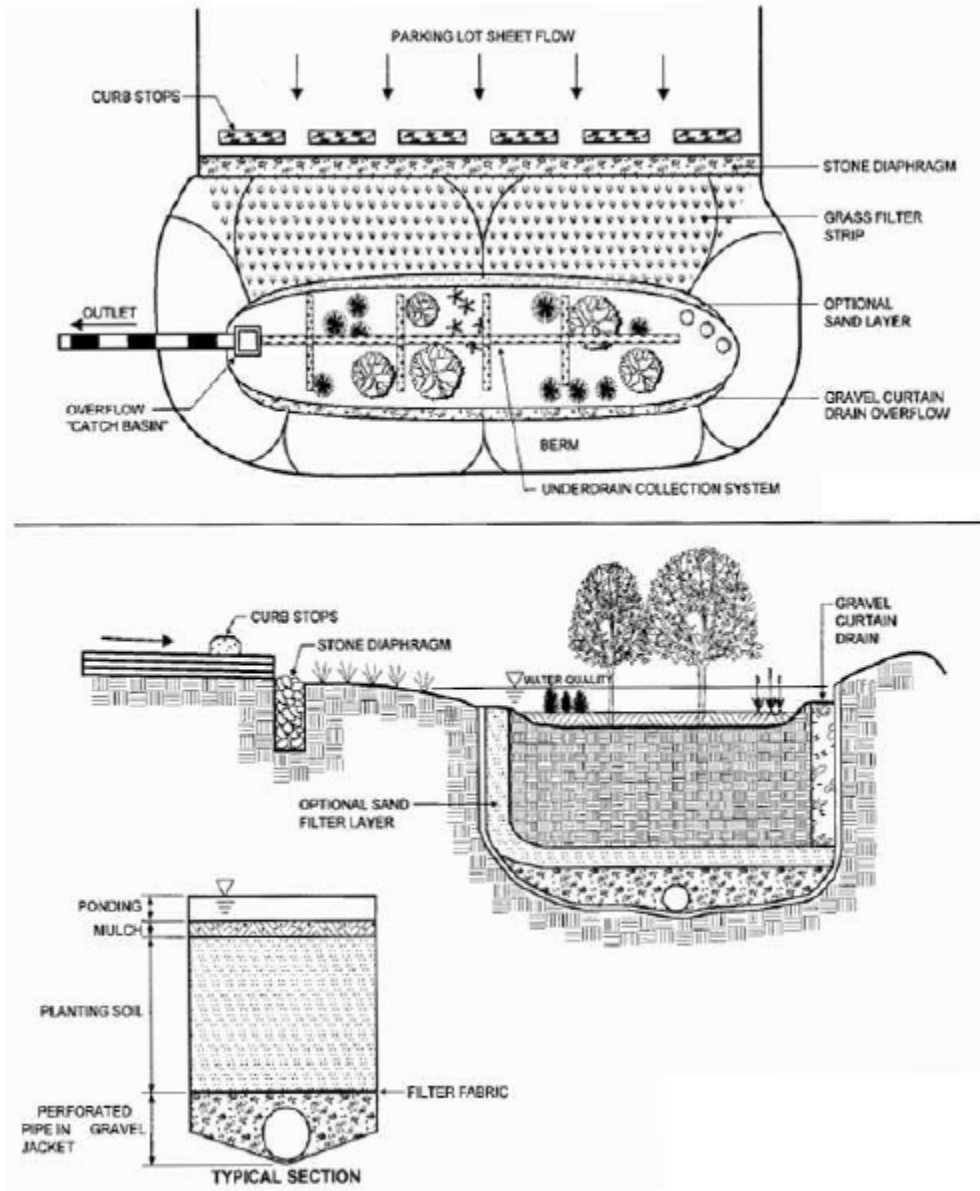 PARKING LOT SHEET FLOW
CURB STOPS
STONE DIAPHRAGM
GRASS FILTER
STRIP
OPTIONAL
SAND LAYER
OUTLET
OVERFLOW
"CATCH BASIN"
GRAVEL CURTAIN
DRAIN OVERFLOW
BERM
UNDERDRAIN COLLECTION SYSTEM
CURB STOPS
STONE DIAPHRAGM
GRAVEL
CURTAIN
DRAIN
WATER QUALITY
OPTIONAL SAND
FILTER LAYER
PONDING
MULCH
PLANTING SOIL
FILTER FABRIC
PERFORATED
PIPE IN GRAVEL
JACKET
TYPICAL SECTION